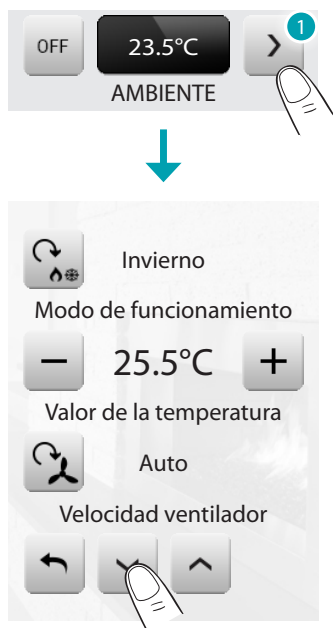 1
OFF
23.5°C
AMBIENTE
Invierno
Modo de funcionamiento
− 25.5°C +
Valor de la temperatura
Auto
Velocidad ventilador